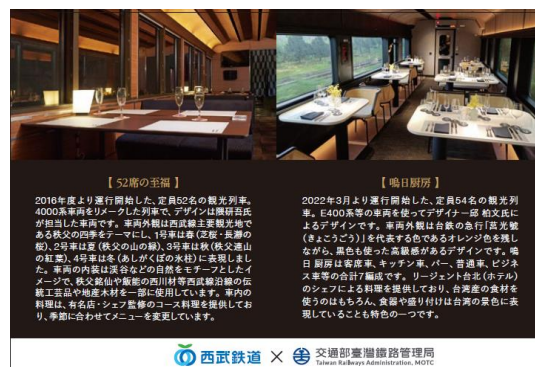 【 52席の至福 】
2016年度より運行開始した、定員52名の観光列車。
4000系車両をリメークした列車で、デザインは隈研吾氏
が担当した車両です。車両外観は西武線主要観光地で
ある秩父の四季をテーマにし、1号車は春(芝桜・長瀞の
桜)、2号車は夏(秩父の山の緑)、3号車は秋(秩父連山
の紅葉)、4号車は冬(あしがくぼの氷柱)に表現しまし
た。車両の内装は渓谷などの自然をモチーフとしたイ
メージで、秩父銘仙や飯能の西川材等西武線沿線の伝
統工芸品や地産木材を一部に使用しています。車内の
料理は、有名店・シェフ監修のコース料理を提供してお
り、季節に合わせてメニューを変更しています。
【 鳴日厨房 】
2022年3月より運行開始した、定員54名の観光列
車。E400系等の車両を使ってデザイナー邱 柏文氏に
よるデザインです。車両外観は台鉄の急行「莒光號
(きょこうごう)」を代表する色であるオレンジ色を残し
ながら、黒色も使った高級感があるデザインです。鳴
日 厨房は客席車、キッチン車、バー、普通車、ビジネ
ス車等の合計7編成です。リージェント台北(ホテル)
のシェフによる料理を提供しており、台湾産の食材を
使うのはもちろん、食器や盛り付けは台湾の景色に表
現していることも特色の一つです。
西武鉄道 × 交通部臺灣鐵路管理局
Taiwan Railways Administration, MOTC